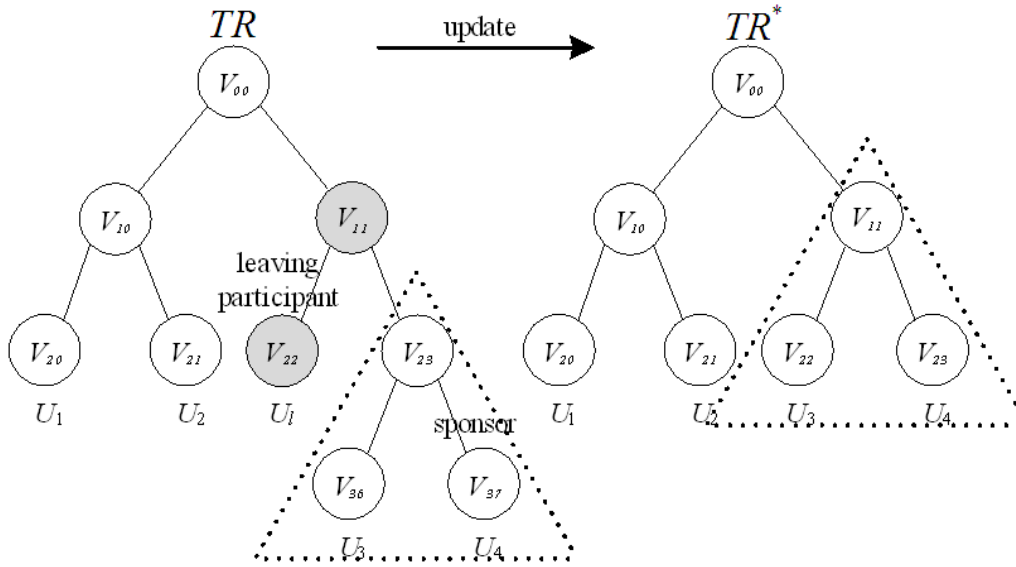 TR update TR*
V₀₀ V₀₀
V₁₀ V₁₁ V₁₀ V₁₁
leaving
participant
V₂₀ V₂₁ V₂₂ V₂₃ V₂₀ V₂₁ V₂₂ V₂₃
U₁ U₂ Uₗ sponsor U₁ U₂ U₃ U₄
V₃₆ V₃₇
U₃ U₄